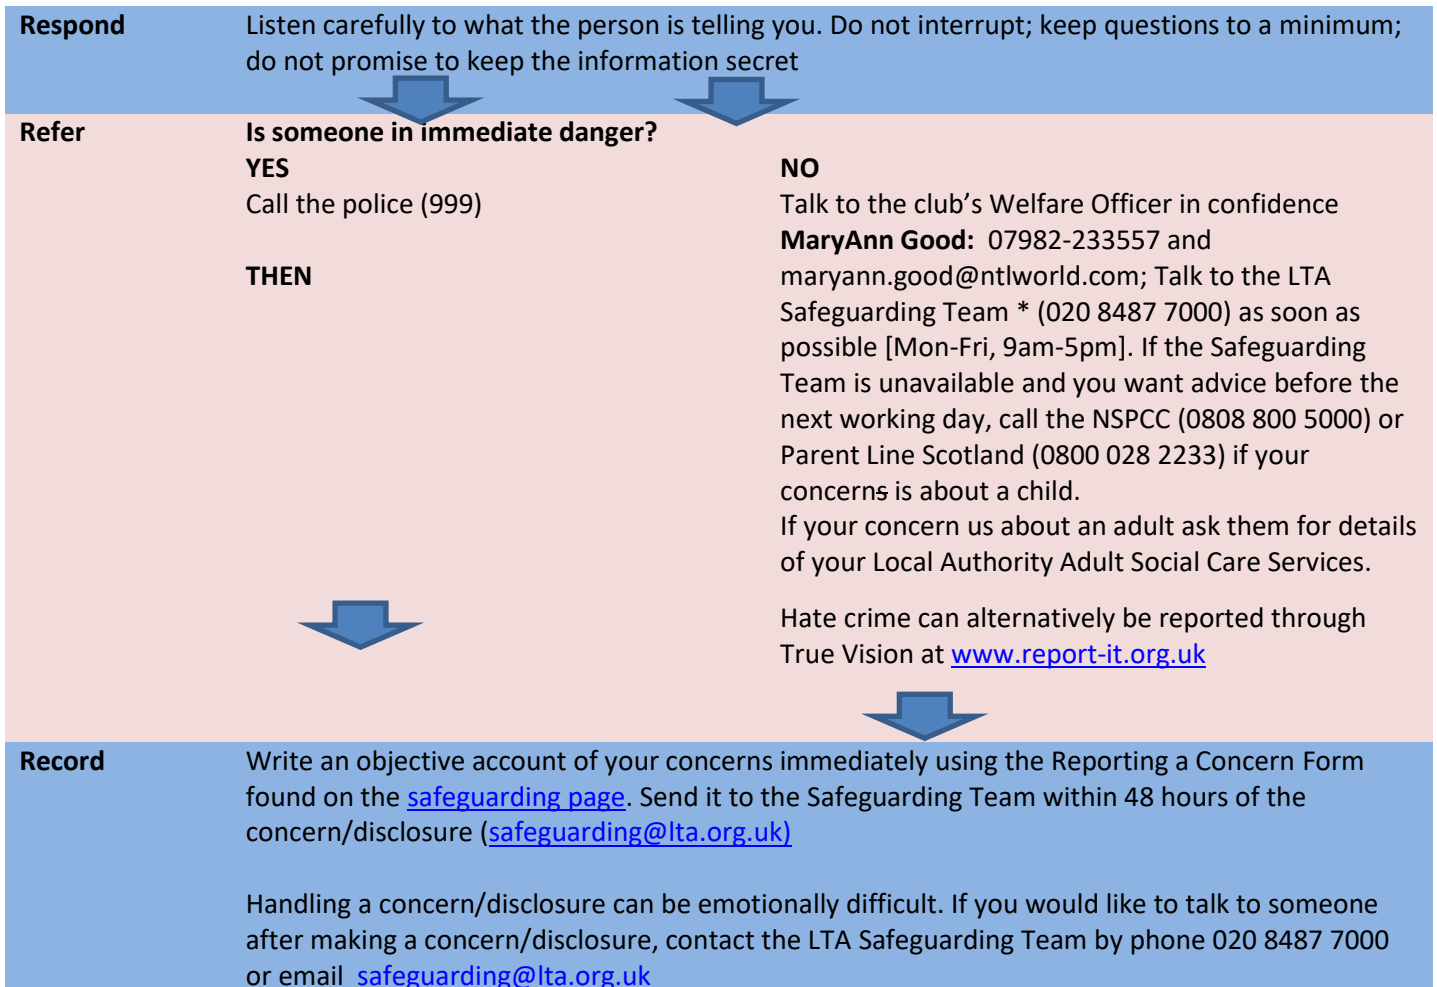 Respond
Listen carefully to what the person is telling you. Do not interrupt; keep questions to a minimum;
do not promise to keep the information secret
Refer
Is someone in immediate danger?
YES
Call the police (999)
THEN
NO
Talk to the club’s Welfare Officer in confidence
MaryAnn Good: 07982-233557 and
maryann.good@ntlworld.com; Talk to the LTA
Safeguarding Team * (020 8487 7000) as soon as
possible [Mon-Fri, 9am-5pm]. If the Safeguarding
Team is unavailable and you want advice before the
next working day, call the NSPCC (0808 800 5000) or
Parent Line Scotland (0800 028 2233) if your
concerns is about a child.
If your concern us about an adult ask them for details
of your Local Authority Adult Social Care Services.
Hate crime can alternatively be reported through
True Vision at www.report-it.org.uk
Record
Write an objective account of your concerns immediately using the Reporting a Concern Form
found on the safeguarding page. Send it to the Safeguarding Team within 48 hours of the
concern/disclosure (safeguarding@lta.org.uk)
Handling a concern/disclosure can be emotionally difficult. If you would like to talk to someone
after making a concern/disclosure, contact the LTA Safeguarding Team by phone 020 8487 7000
or email safeguarding@lta.org.uk